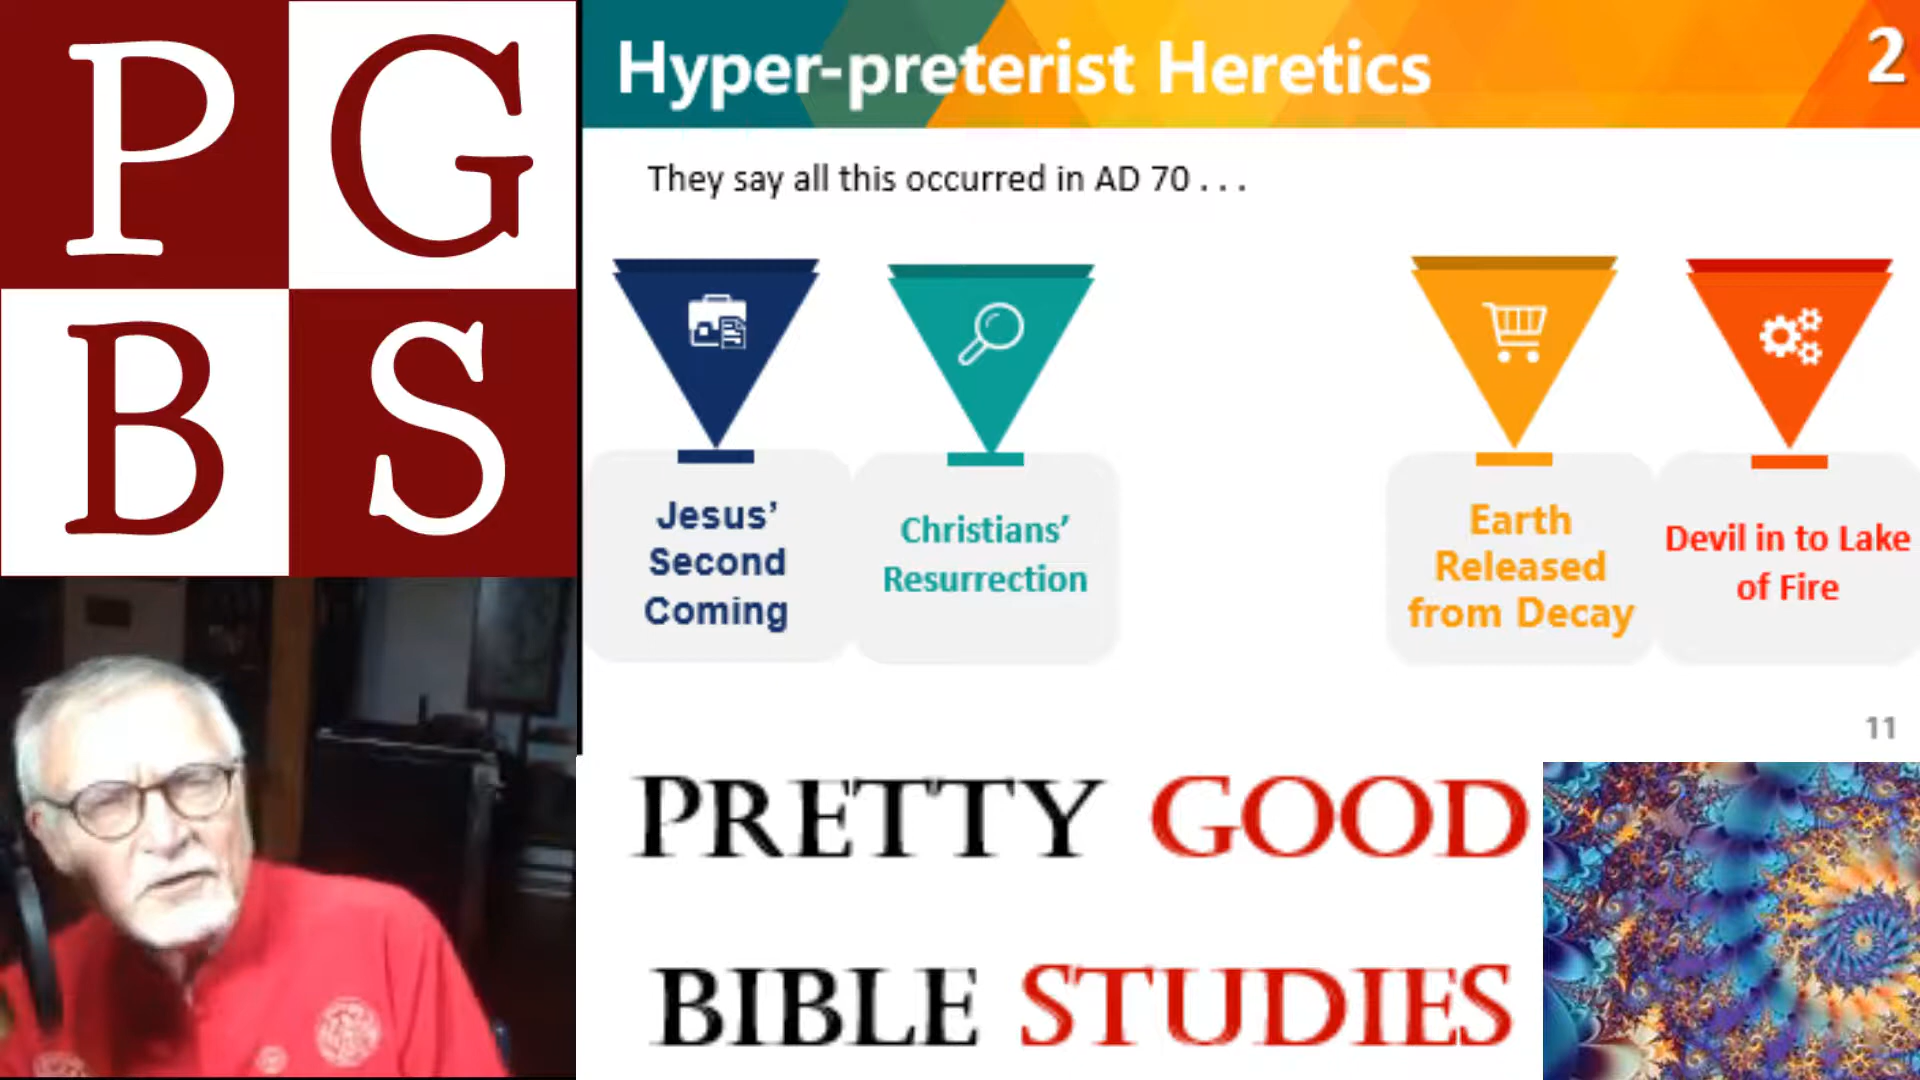 P G
B S
Hyper-preterist Heretics
2
They say all this occurred in AD 70 . . .
Jesus’
Second
Coming
Christians’
Resurrection
Earth
Released
from Decay
Devil in to Lake
of Fire
11
PRETTY GOOD
BIBLE STUDIES